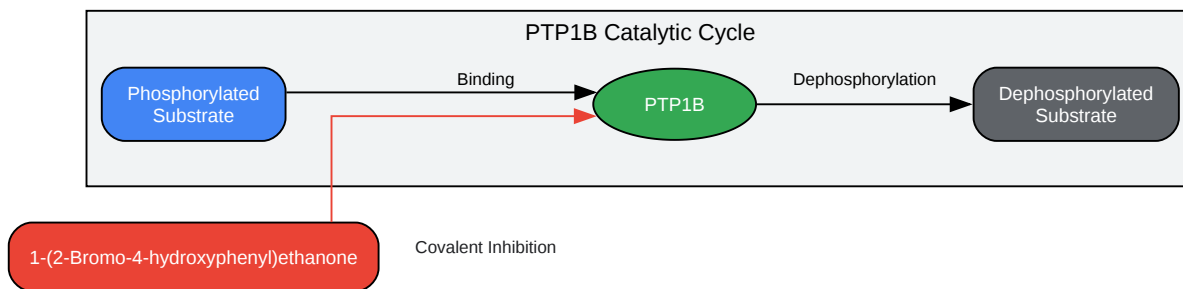 PTP1B Catalytic Cycle
Phosphorylated
Substrate
Binding
PTP1B
Dephosphorylation
Dephosphorylated
Substrate
1-(2-Bromo-4-hydroxyphenyl)ethanone
Covalent Inhibition